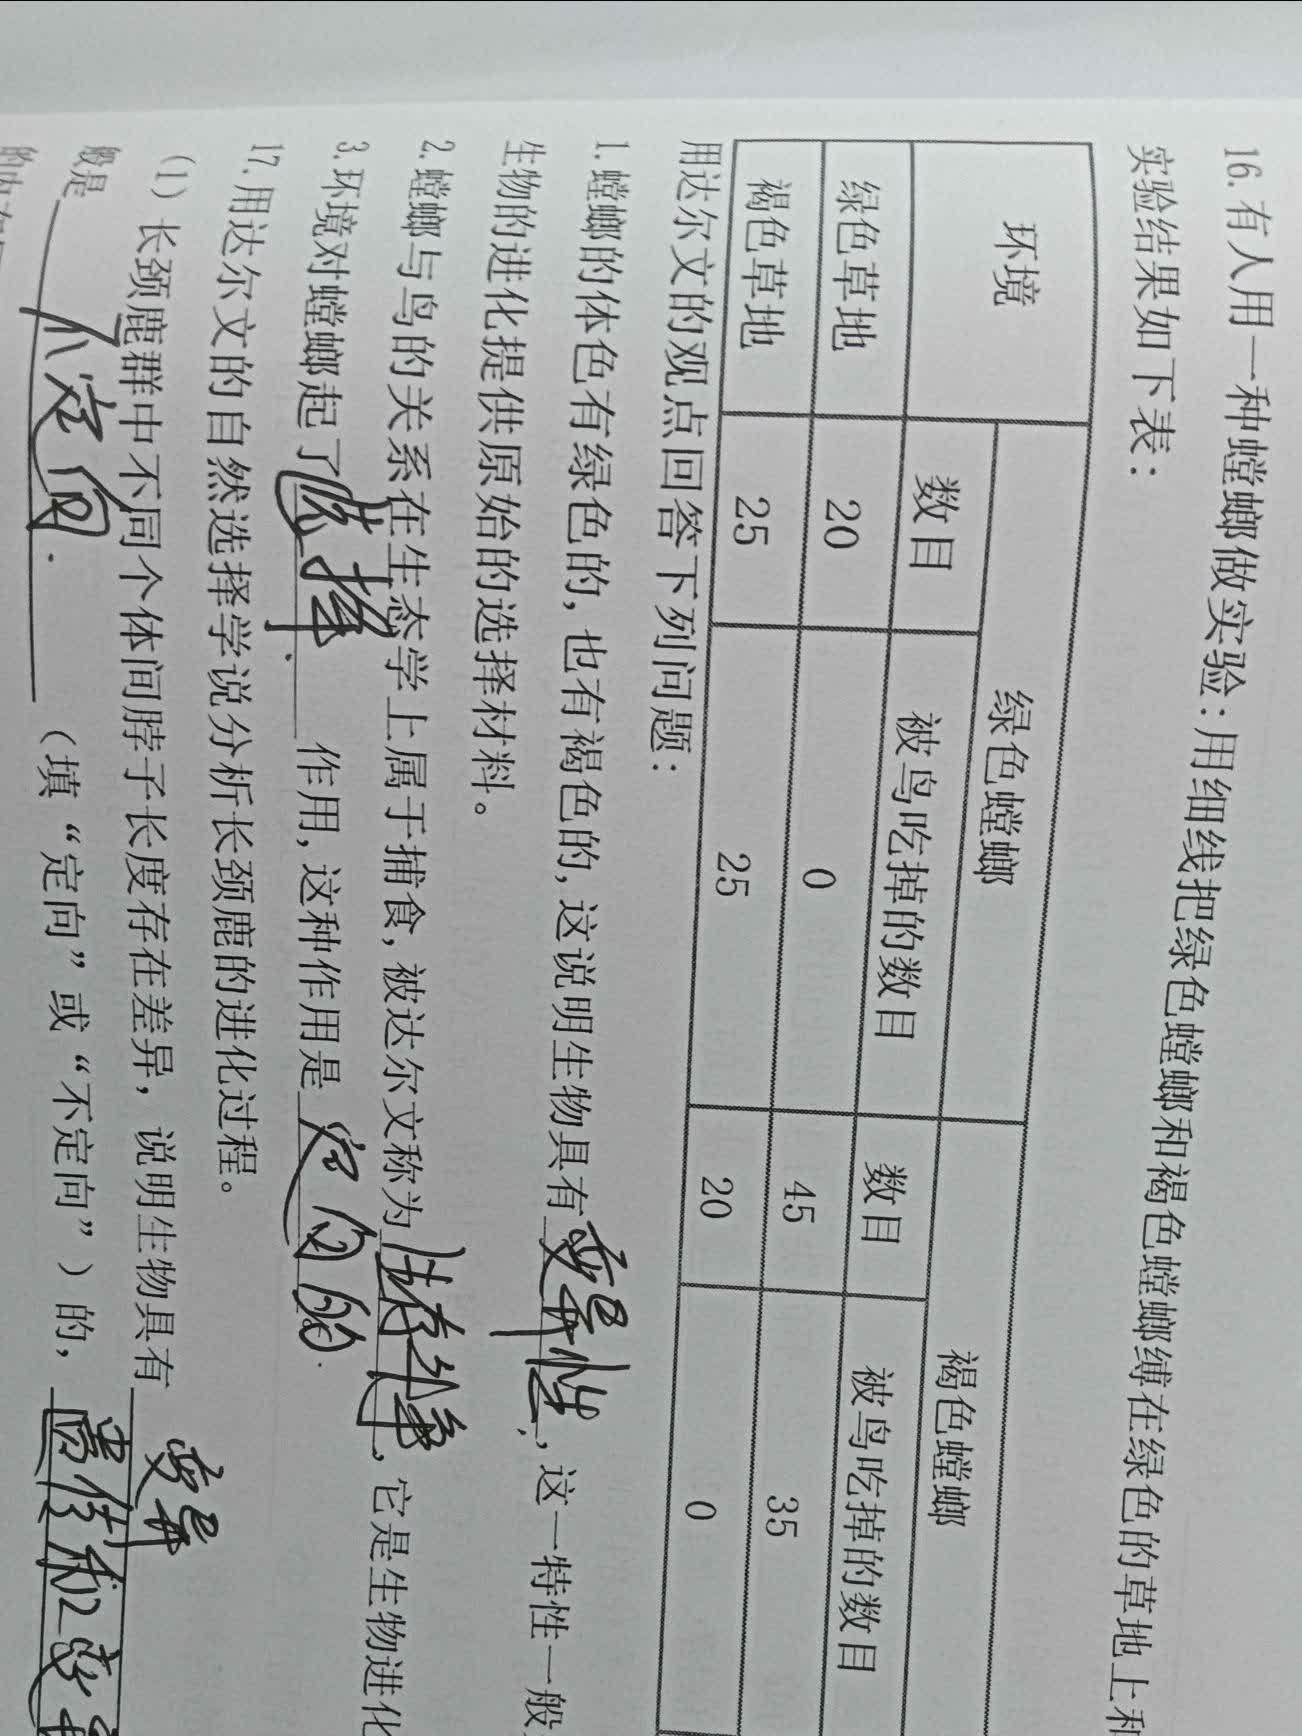 16.有人用一种螳螂做实验:用细线把绿色螳螂和褐色螳螂缚在绿色的草地上和
实验结果如下表:
环境 绿色螳螂 褐色螳螂
数目 被鸟吃掉的数目 数目 被鸟吃掉的数目
绿色草地 20 0 45 35
褐色草地 25 25 20 0
用达尔文的观点回答下列问题:
1.螳螂的体色有绿色的,也有褐色的,这说明生物具有变异性,这一特性一般
生物的进化提供原始的选择材料。
2.螳螂与鸟的关系在生态学上属于捕食,被达尔文称为生存斗争,它是生物进化
3.环境对螳螂起了选择作用,这种作用是定向的.
17.用达尔文的自然选择学说分析长颈鹿的进化过程。
(1)长颈鹿群中不同个体间脖子长度存在差异,说明生物具有变异
般是不定向.(填“定向”或“不定向”)的,遗传和变异